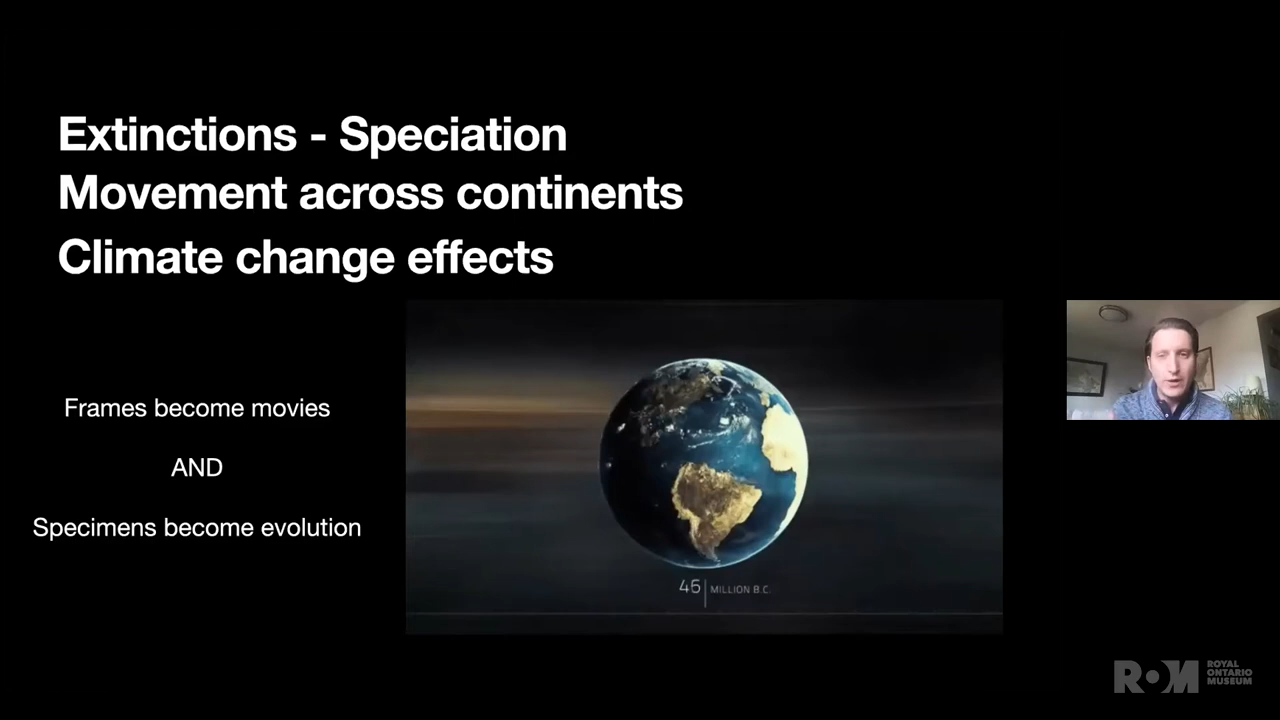 Extinctions - Speciation
Movement across continents
Climate change effects
Frames become movies
AND
Specimens become evolution
45 MILLION B.C.
ROM
ROYAL
ONTARIO
MUSEUM